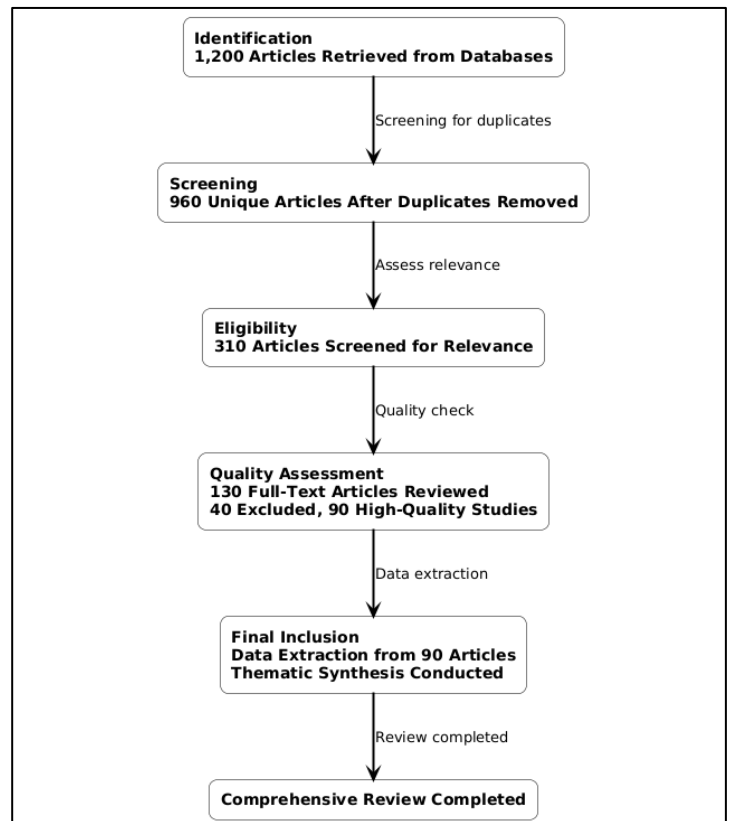 Identification
1,200 Articles Retrieved from Databases
Screening for duplicates
Screening
960 Unique Articles After Duplicates Removed
Assess relevance
Eligibility
310 Articles Screened for Relevance
Quality check
Quality Assessment
130 Full-Text Articles Reviewed
40 Excluded, 90 High-Quality Studies
Data extraction
Final Inclusion
Data Extraction from 90 Articles
Thematic Synthesis Conducted
Review completed
Comprehensive Review Completed